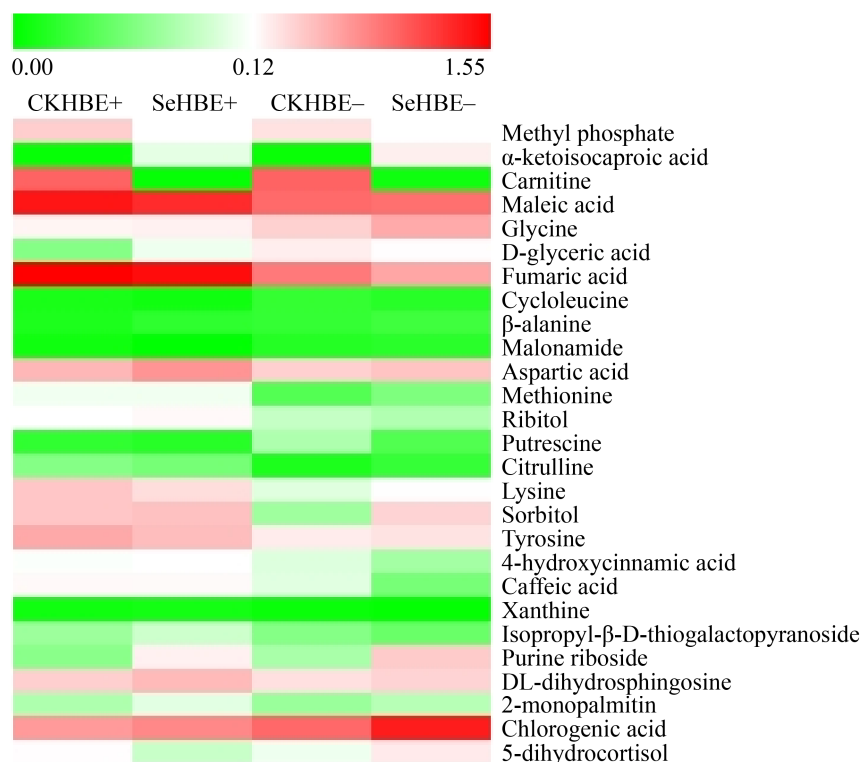 0.00 0.12 1.55
CKHBE+ SeHBE+ CKHBE– SeHBE–
Methyl phosphate
α-ketoisocaproic acid
Carnitine
Maleic acid
Glycine
D-glyceric acid
Fumaric acid
Cycloleucine
β-alanine
Malonamide
Aspartic acid
Methionine
Ribitol
Putrescine
Citrulline
Lysine
Sorbitol
Tyrosine
4-hydroxycinnamic acid
Caffeic acid
Xanthine
Isopropyl-β-D-thiogalactopyranoside
Purine riboside
DL-dihydrosphingosine
2-monopalmitin
Chlorogenic acid
5-dihydrocortisol